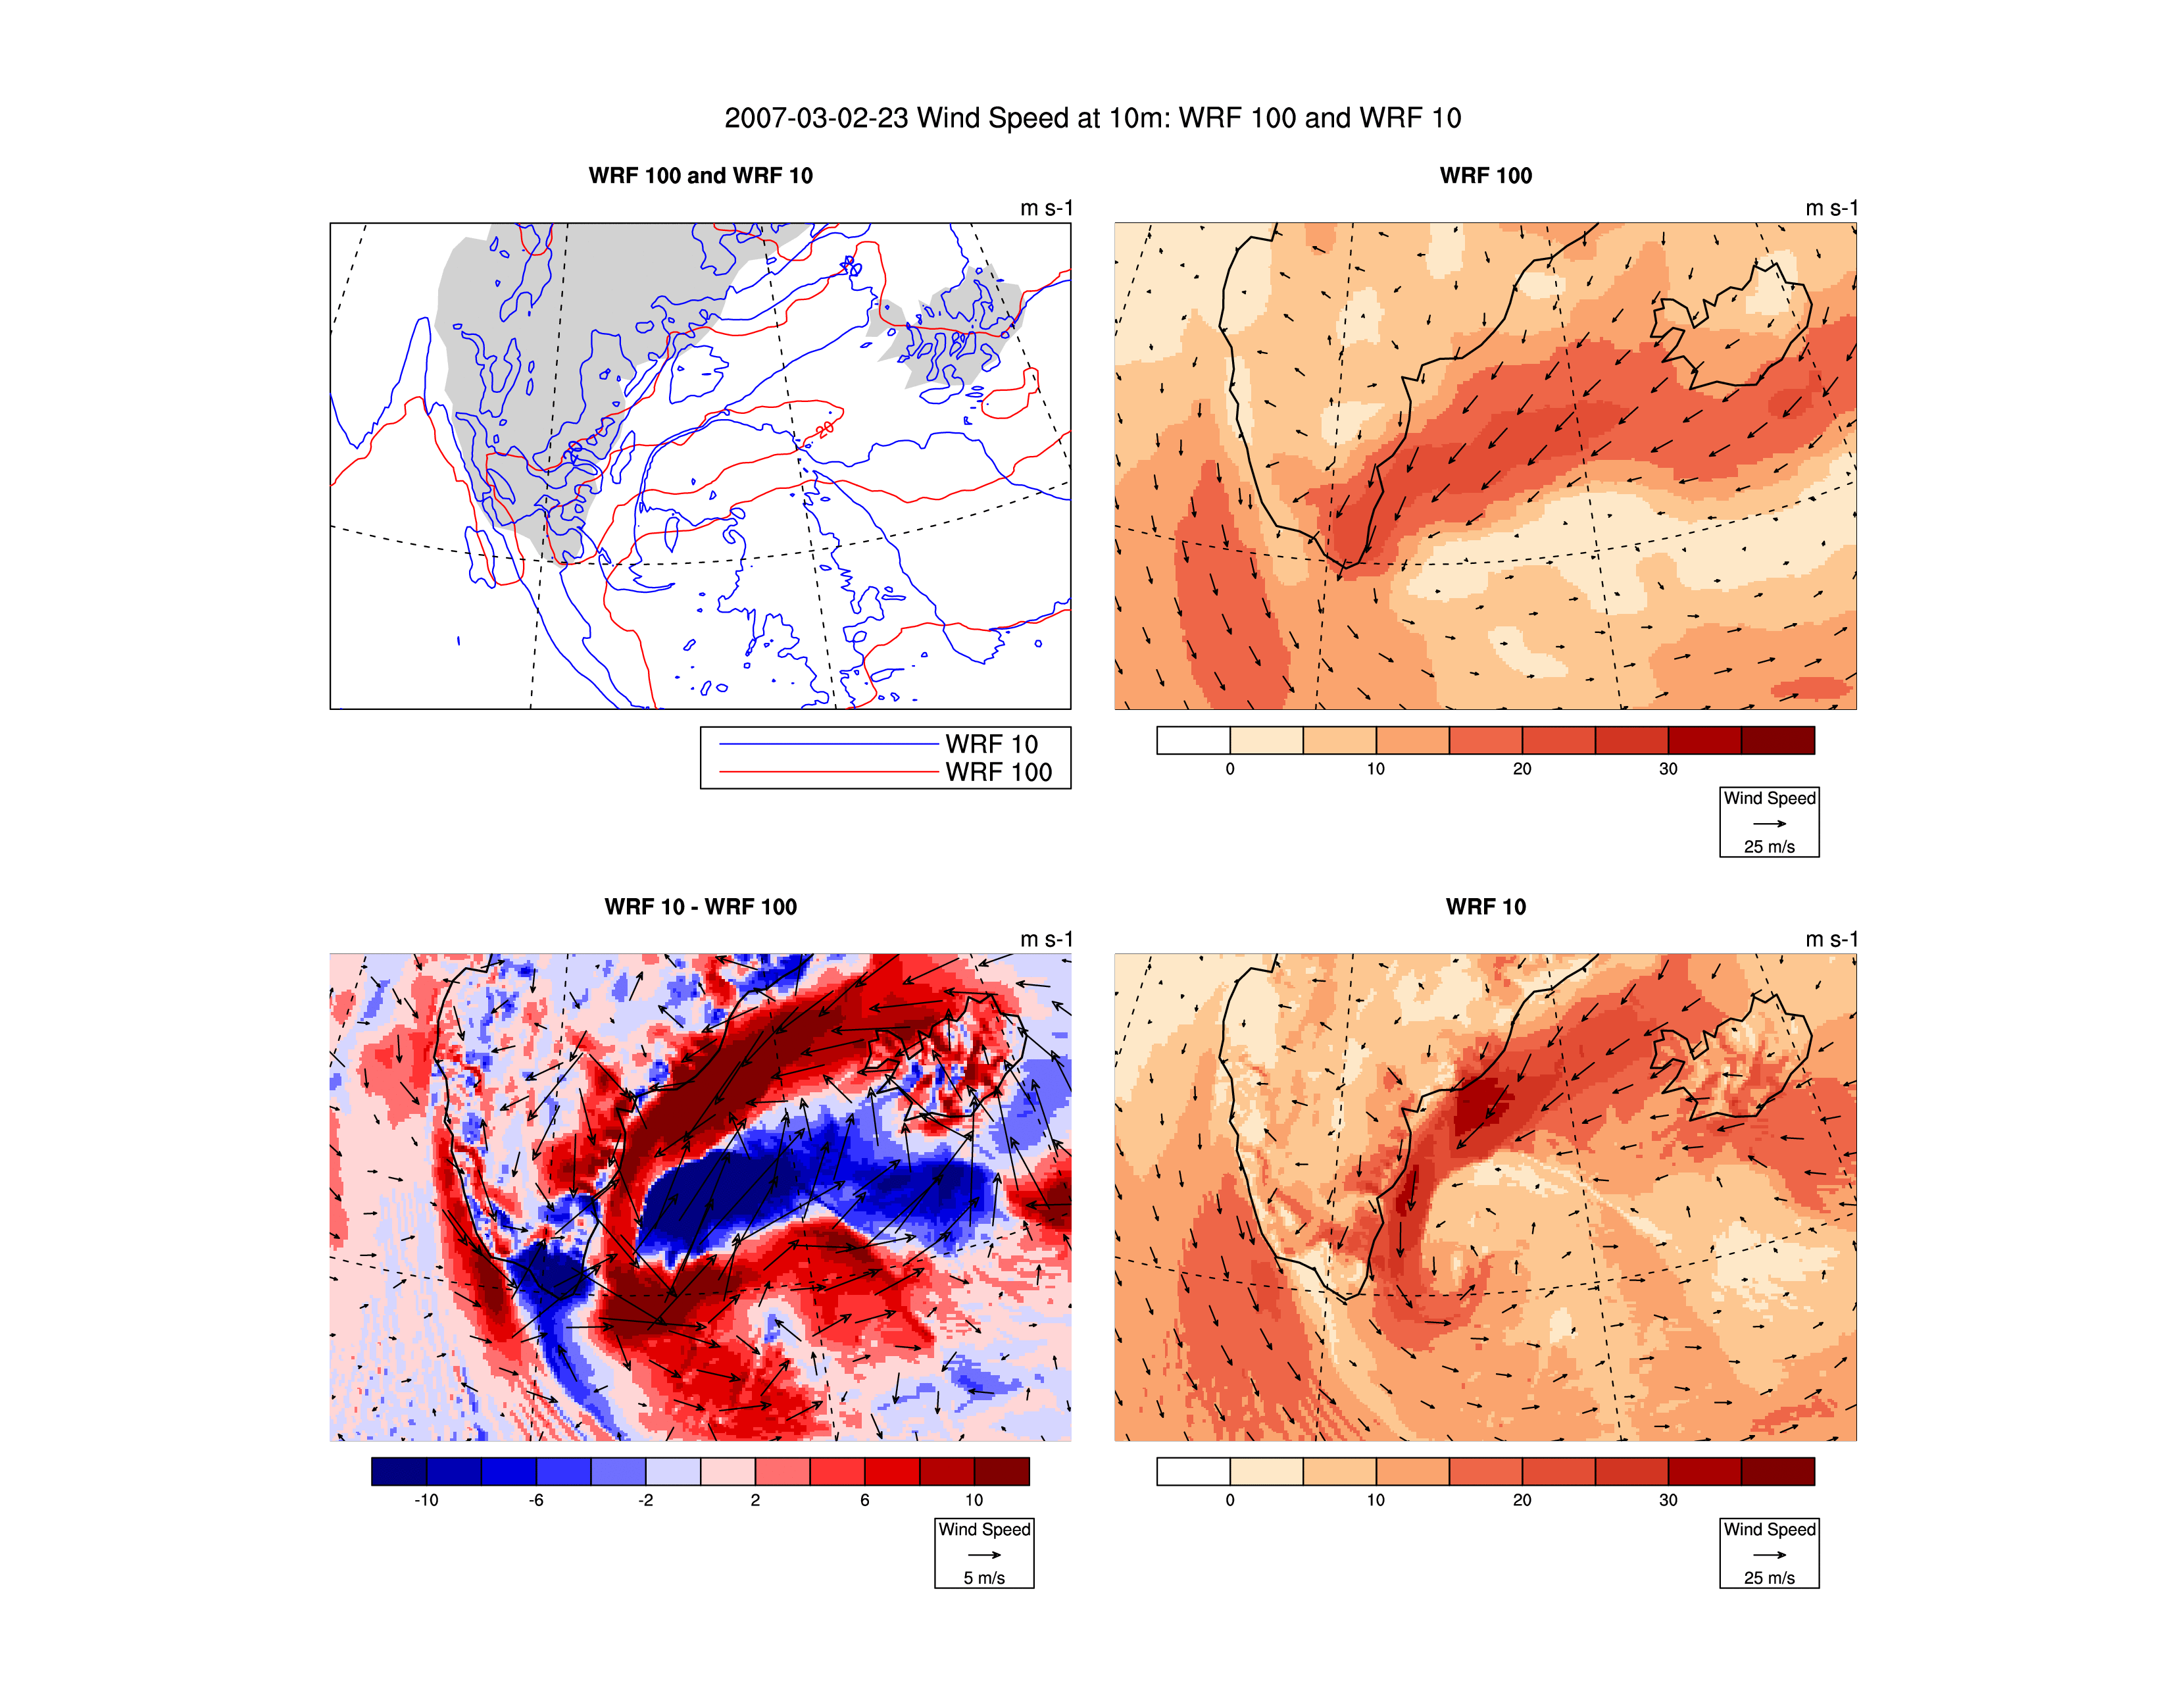 2007-03-02-23 Wind Speed at 10m: WRF 100 and WRF 10
WRF 100 and WRF 10
m s-1
20
WRF 10
WRF 100
WRF 100
m s-1
0 10 20 30
Wind Speed
25 m/s
WRF 10 - WRF 100
m s-1
-10 -6 -2 2 6 10
Wind Speed
5 m/s
WRF 10
m s-1
0 10 20 30
Wind Speed
25 m/s